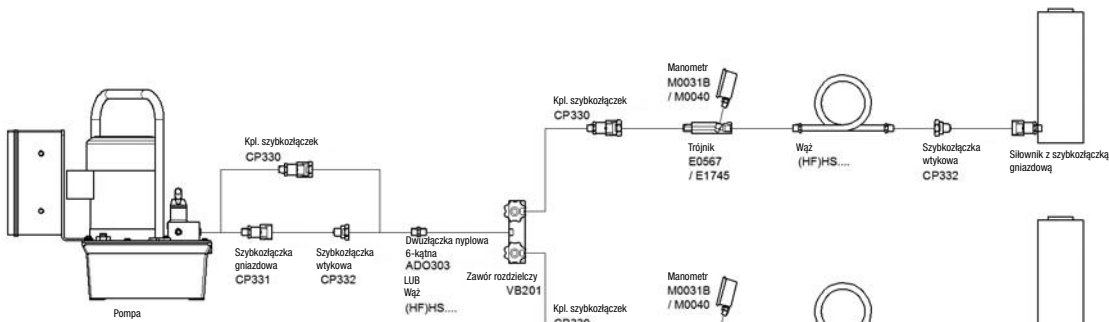 Manometr
M0031B
/ M0040
Kpl. szybkozłączek
CP330
Trójnik
E0567
/ E1745
Wąż
(HF)HS....
Szybkozłączka
wtykowa
CP332
Siłownik z szybkozłączką
gniazdową
Kpl. szybkozłączek
CP330
Szybkozłączka
gniazdowa
CP331
Szybkozłączka
wtykowa
CP332
Dwuzłączka nyplowa
6-kątna
ADO303
LUB
Wąż
(HF)HS....
Zawór rozdzielczy
VB201
Pompa
Manometr
M0031B
/ M0040
Kpl. szybkozłączek
CP330